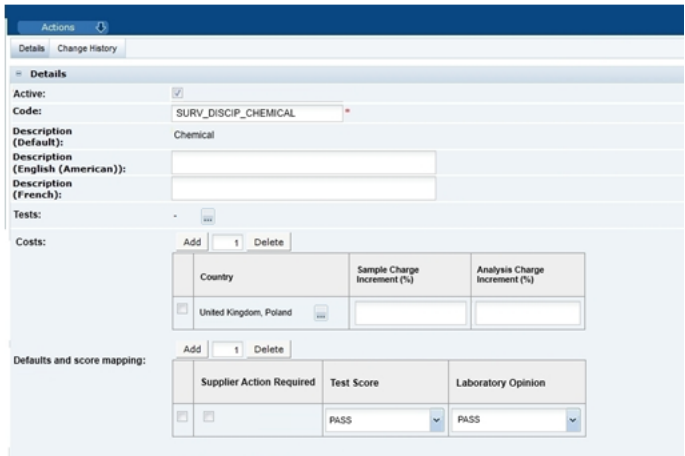 Actions
Details Change History
Details
Active:
Code: SURV_DISCIP_CHEMICAL *
Description
(Default): Chemical
Description
(English (American)):
Description
(French):
Tests: - ...
Costs: Add 1 Delete
Country Sample Charge Increment (%) Analysis Charge Increment (%)
United Kingdom, Poland ...
Defaults and score mapping: Add 1 Delete
Supplier Action Required Test Score Laboratory Opinion
PASS PASS